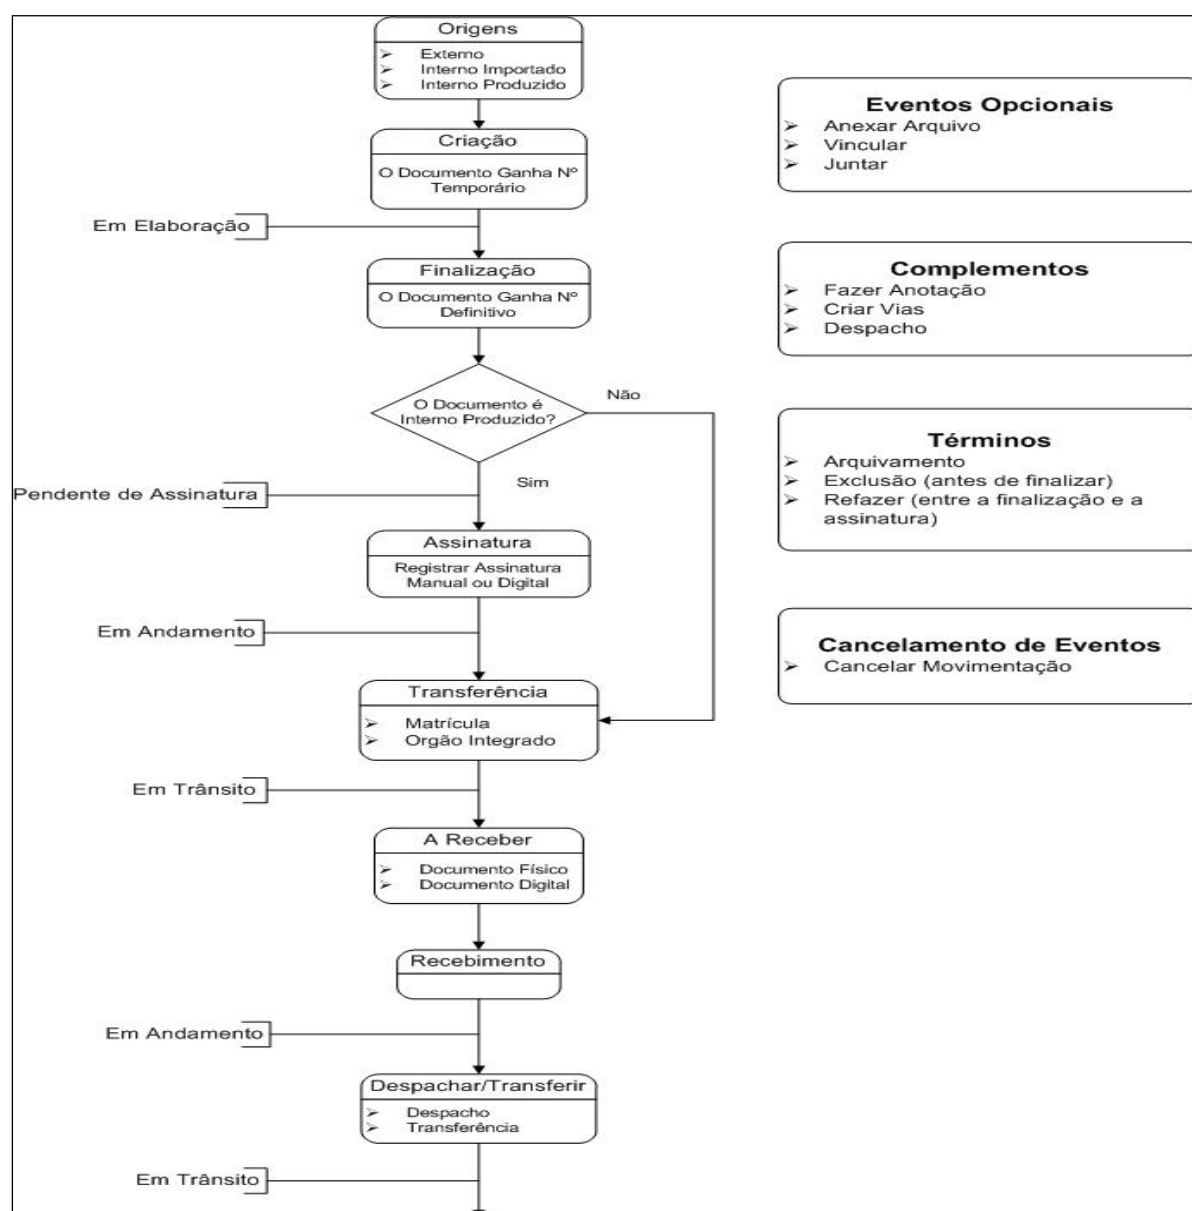 Origens
➢ Externo
➢ Interno Importado
➢ Interno Produzido
Criação
O Documento Ganha Nº
Temporário
Em Elaboração
Finalização
O Documento Ganha Nº
Definitivo
O Documento é
Interno Produzido?
Não
Sim
Pendente de Assinatura
Assinatura
Registrar Assinatura
Manual ou Digital
Em Andamento
Transferência
➢ Matrícula
➢ Orgão Integrado
Em Trânsito
A Receber
➢ Documento Físico
➢ Documento Digital
Recebimento
Em Andamento
Despachar/Transferir
➢ Despacho
➢ Transferência
Em Trânsito
Eventos Opcionais
➢ Anexar Arquivo
➢ Vincular
➢ Juntar
Complementos
➢ Fazer Anotação
➢ Criar Vias
➢ Despacho
Términos
➢ Arquivamento
➢ Exclusão (antes de finalizar)
➢ Refazer (entre a finalização e a
assinatura)
Cancelamento de Eventos
➢ Cancelar Movimentação